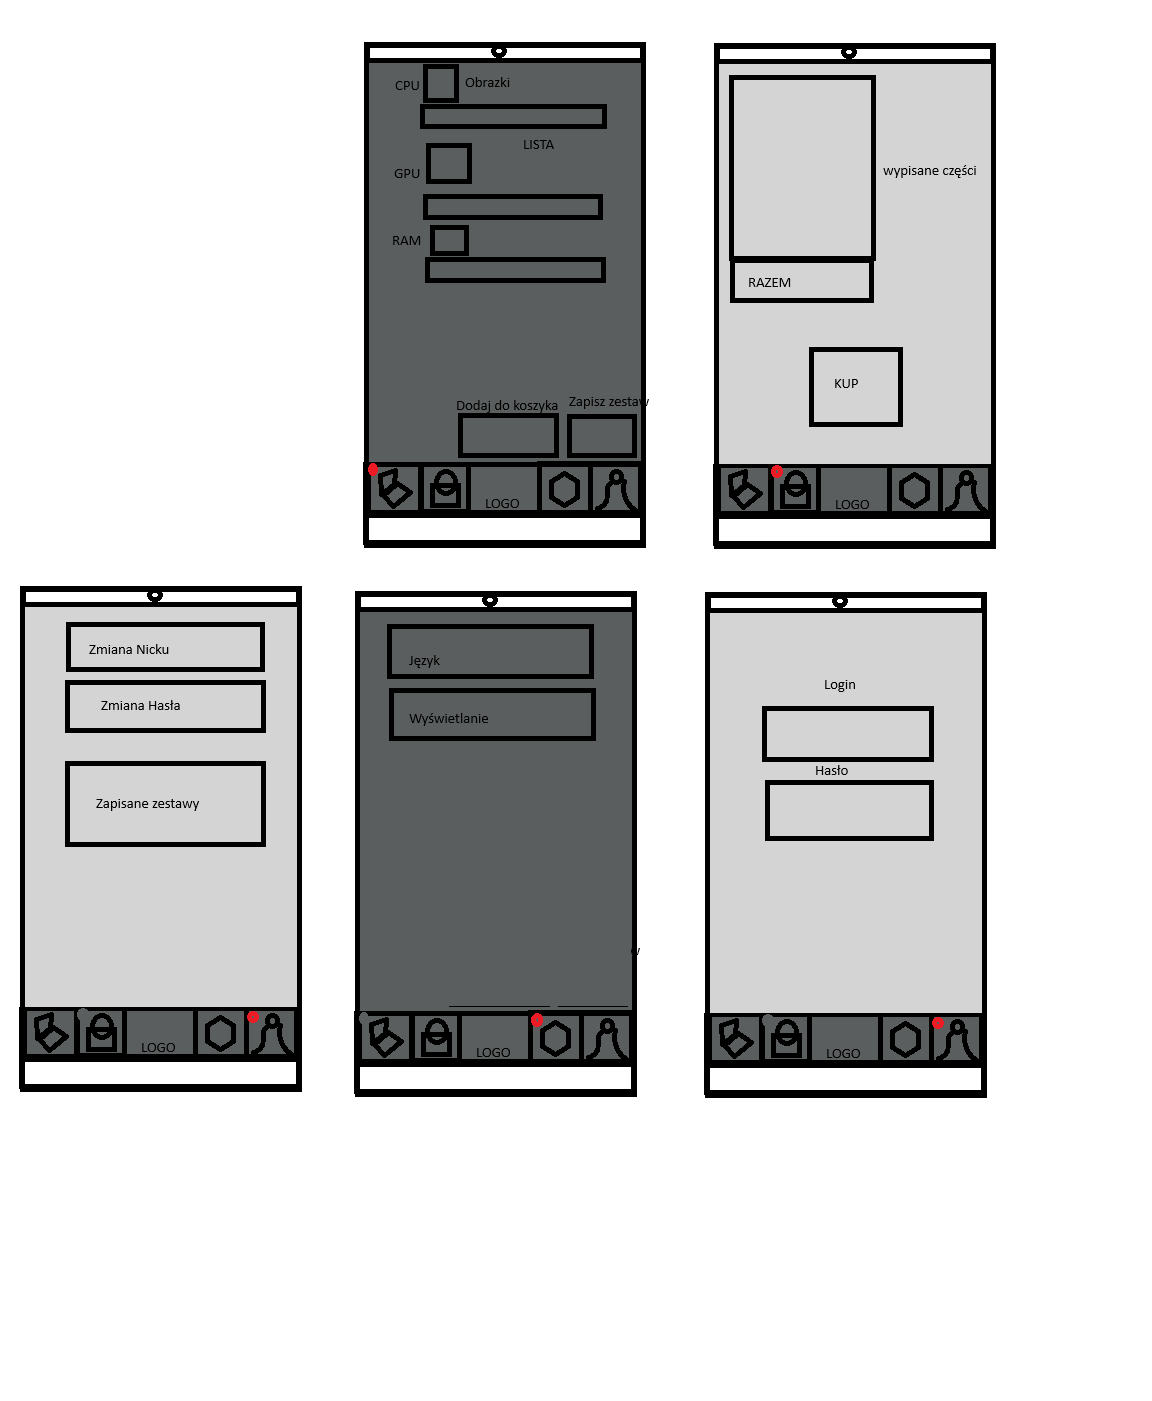 CPU
Obrazki
LISTA
GPU
RAM
Dodaj do koszyka
Zapisz zestaw
LOGO
wypisane części
RAZEM
KUP
LOGO
Zmiana Nicku
Zmiana Hasła
Zapisane zestawy
LOGO
Język
Wyświetlanie
LOGO
Login
Hasło
LOGO